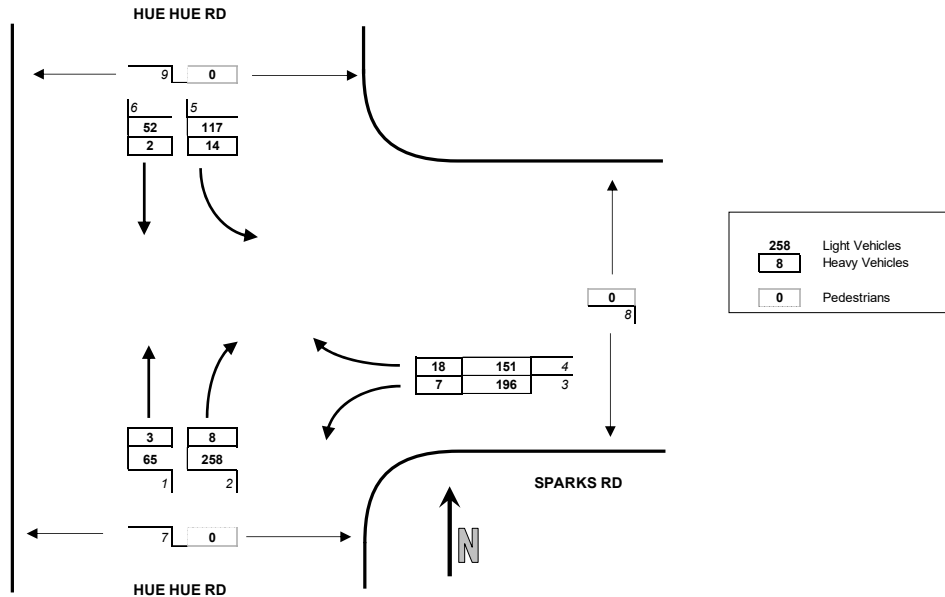 HUE HUE RD
9 0
6 5
52 117
2 14
258 Light Vehicles
8 Heavy Vehicles
0 Pedestrians
0
8
18 151 4
7 196 3
3 8
65 258
1 2
SPARKS RD
7 0
N
HUE HUE RD